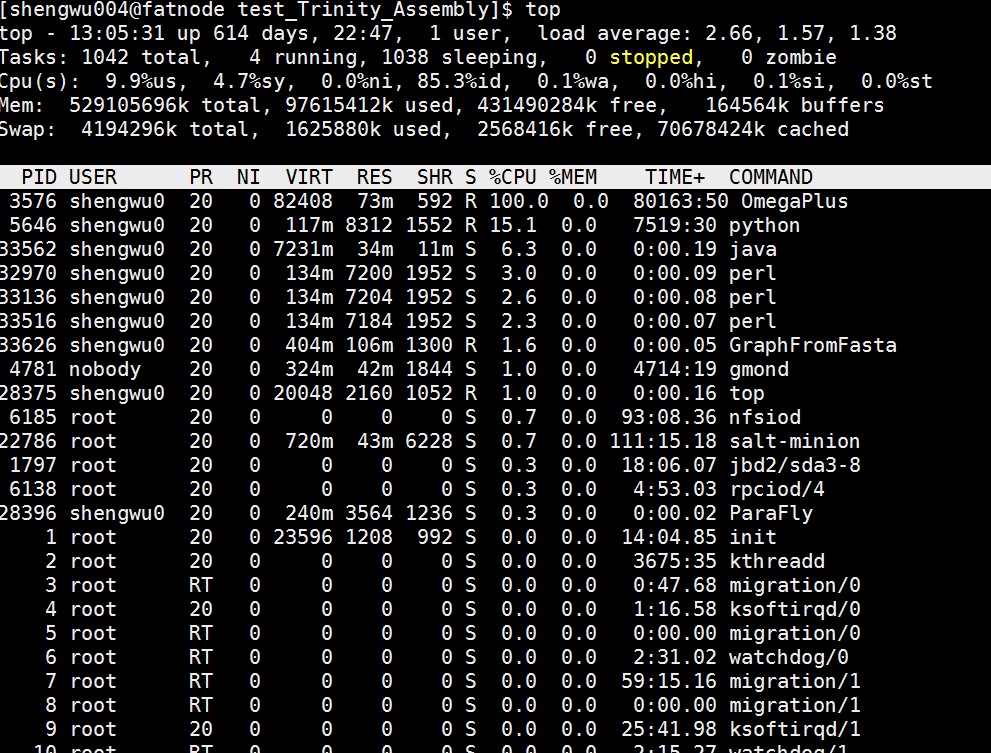 [shengwu004@fatnode test_Trinity_Assembly]$ top
top - 13:05:31 up 614 days, 22:47,  1 user,  load average: 2.66, 1.57, 1.38
Tasks: 1042 total,   4 running, 1038 sleeping,   0 stopped,   0 zombie
Cpu(s):  9.9%us,  4.7%sy,  0.0%ni, 85.3%id,  0.1%wa,  0.0%hi,  0.1%si,  0.0%st
Mem:  529105696k total, 97615412k used, 431490284k free,   164564k buffers
Swap:  4194296k total,  1625880k used,  2568416k free, 70678424k cached
PID USER      PR  NI  VIRT  RES  SHR S %CPU %MEM    TIME+  COMMAND
3576 shengwu0  20   0 82408  73m  592 R 100.0  0.0  80163:50 OmegaPlus
5646 shengwu0  20   0  117m 8312 1552 R 15.1  0.0   7519:30 python
33562 shengwu0  20   0 7231m  34m  11m S  6.3  0.0   0:00.19 java
32970 shengwu0  20   0  134m 7200 1952 S  3.0  0.0   0:00.09 perl
33136 shengwu0  20   0  134m 7204 1952 S  2.6  0.0   0:00.08 perl
33516 shengwu0  20   0  134m 7184 1952 S  2.3  0.0   0:00.07 perl
33626 shengwu0  20   0  404m 106m 1300 R  1.6  0.0   0:00.05 GraphFromFasta
4781 nobody    20   0  324m  42m 1844 S  1.0  0.0   4714:19 gmond
28375 shengwu0  20   0 20048 2160 1052 R  1.0  0.0   0:00.16 top
6185 root      20   0     0    0    0 S  0.7  0.0  93:08.36 nfsiod
22786 root      20   0  720m  43m 6228 S  0.7  0.0 111:15.18 salt-minion
1797 root      20   0     0    0    0 S  0.3  0.0  18:06.07 jbd2/sda3-8
6138 root      20   0     0    0    0 S  0.3  0.0   4:53.03 rpciod/4
28396 shengwu0  20   0  240m 3564 1236 S  0.3  0.0   0:00.02 ParaFly
1 root      20   0 23596 1208  992 S  0.0  0.0  14:04.85 init
2 root      20   0     0    0    0 S  0.0  0.0   3675:35 kthreadd
3 root      RT   0     0    0    0 S  0.0  0.0   0:47.68 migration/0
4 root      20   0     0    0    0 S  0.0  0.0   1:16.58 ksoftirqd/0
5 root      RT   0     0    0    0 S  0.0  0.0   0:00.00 migration/0
6 root      RT   0     0    0    0 S  0.0  0.0   2:31.02 watchdog/0
7 root      RT   0     0    0    0 S  0.0  0.0  59:15.16 migration/1
8 root      RT   0     0    0    0 S  0.0  0.0   0:00.00 migration/1
9 root      20   0     0    0    0 S  0.0  0.0  25:41.98 ksoftirqd/1
10 root      RT   0     0    0    0 S  0.0  0.0   2:15.27 watchdog/1